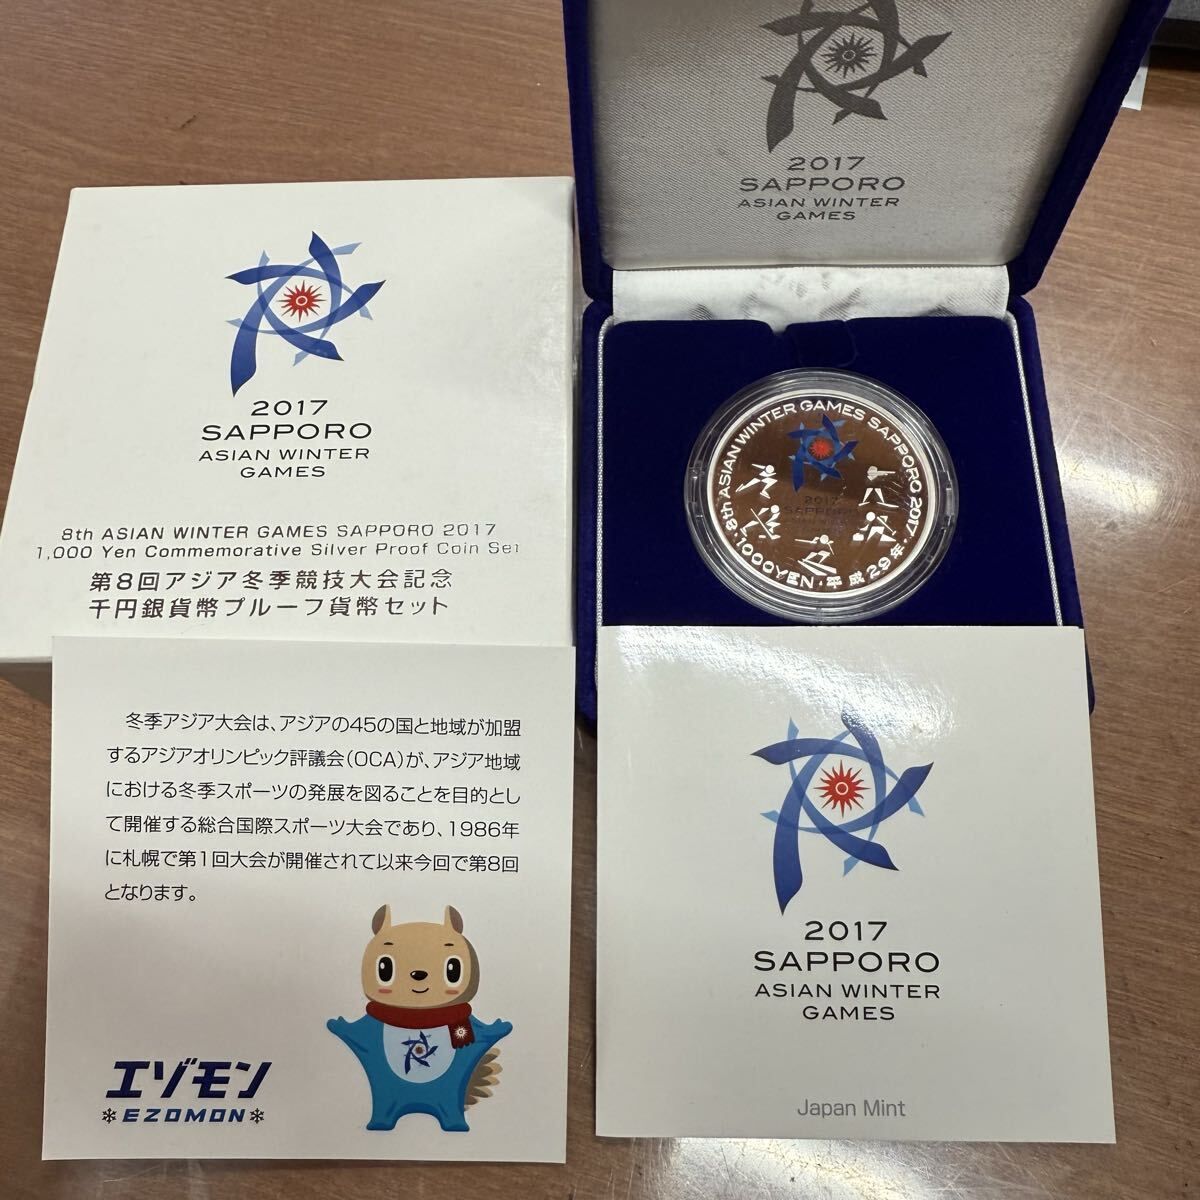 2017
SAPPORO
ASIAN WINTER
GAMES
8th ASIAN WINTER GAMES SAPPORO 2017
1,000 Yen Commemorative Silver Proof Coin Set
第8回アジア冬季競技大会記念
千円銀貨幣プルーフ貨幣セット
2017
SAPPORO
ASIAN WINTER
GAMES
8th ASIAN WINTER GAMES SAPPORO 2017
・1000YEN・平成29年・
2017
SAPPORO
冬季アジア大会は、アジアの45の国と地域が加盟
するアジアオリンピック評議会(OCA)が、アジア地域
における冬季スポーツの発展を図ることを目的とし
て開催する総合国際スポーツ大会であり、1986年
に札幌で第1回大会が開催されて以来今回で第8回
となります。
エゾモン
EZOMON
2017
SAPPORO
ASIAN WINTER
GAMES
Japan Mint